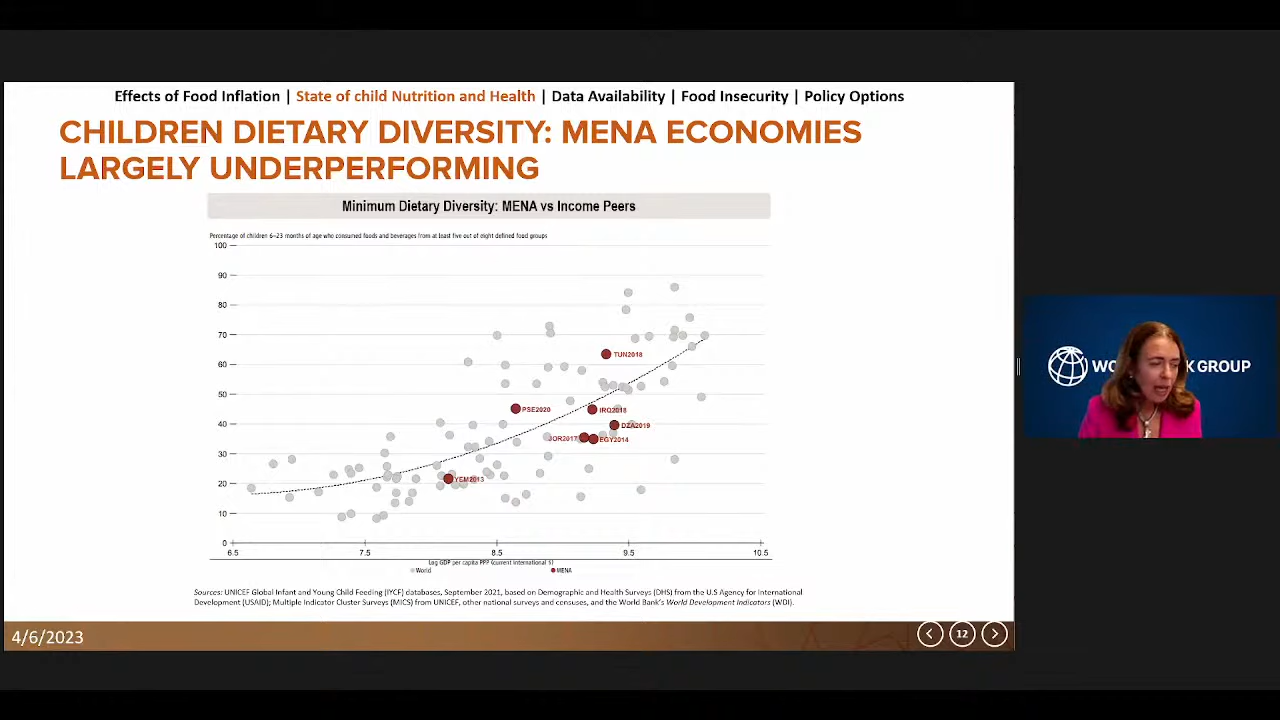 Effects of Food Inflation | State of child Nutrition and Health | Data Availability | Food Insecurity | Policy Options
CHILDREN DIETARY DIVERSITY: MENA ECONOMIES
LARGELY UNDERPERFORMING
Minimum Dietary Diversity: MENA vs Income Peers
Percentage of children 6–23 months of age who consumed foods and beverages from at least five out of eight defined food groups
100
90
80
70
60
50
40
30
20
10
0
TUN2018
PSE2020
IRQ2018
DZA2019
JOR2017
EGY2014
YEM2013
6.5 7.5 8.5 9.5 10.5
Log GDP per capita PPP (current international $)
World MENA
Sources: UNICEF Global Infant and Young Child Feeding (IYCF) databases, September 2021, based on Demographic and Health Surveys (DHS) from the U.S Agency for International
Development (USAID); Multiple Indicator Cluster Surveys (MICS) from UNICEF, other national surveys and censuses, and the World Bank's World Development Indicators (WDI).
4/6/2023
12
K GROUP